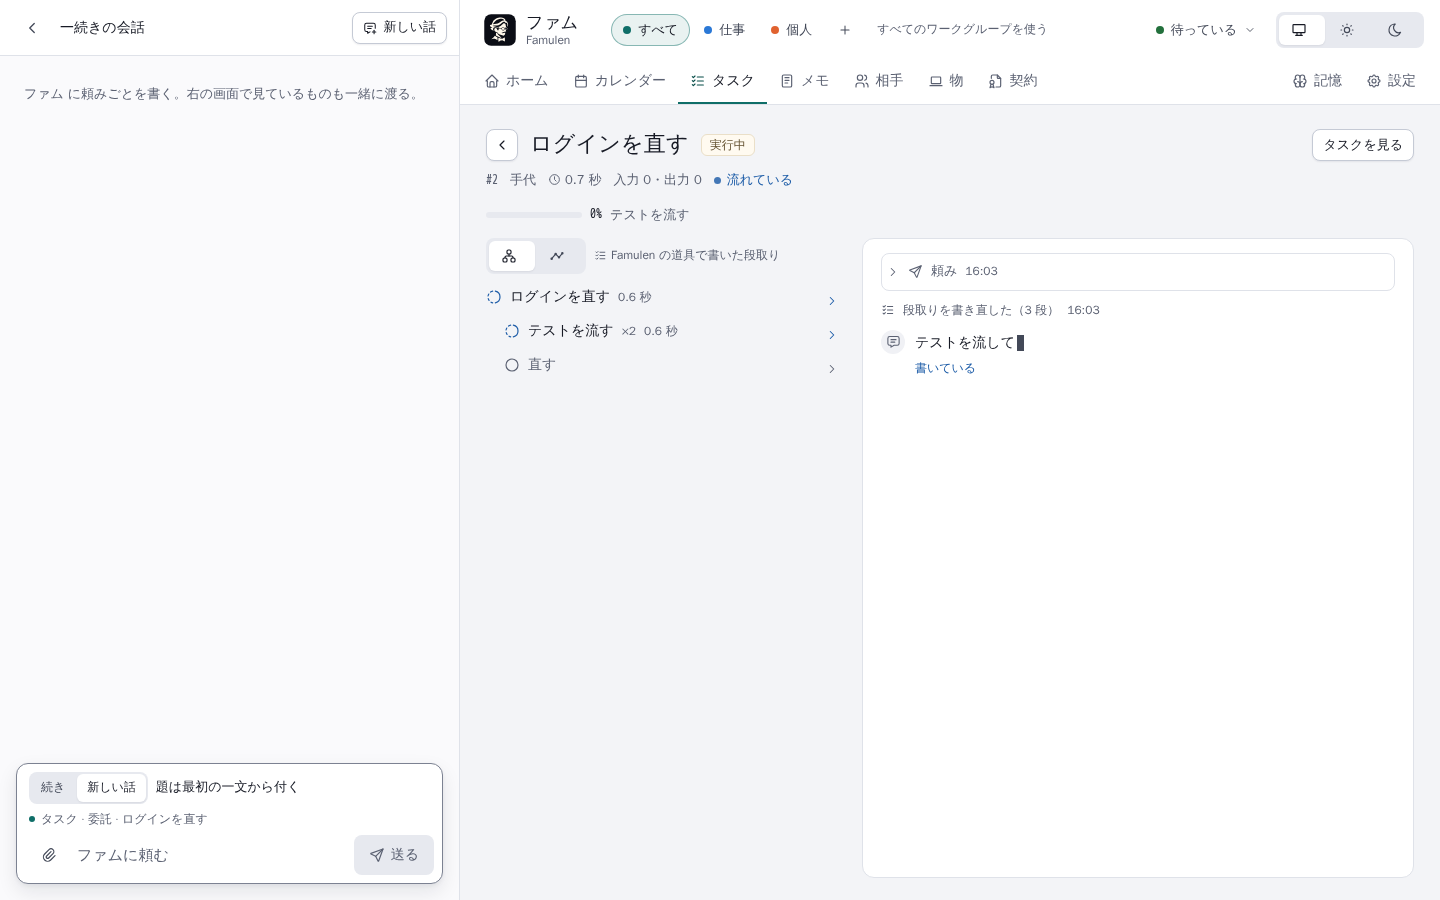 一続きの会話
新しい話
ファム に頼みごとを書く。右の画面で見ているものも一緒に渡る。
続き 新しい話 題は最初の一文から付く
タスク · 委託 · ログインを直す
ファムに頼む
送る
ファム
Famulen
すべて 仕事 個人 + すべてのワークグループを使う
待っている
ホーム カレンダー タスク メモ 相手 物 契約 記憶 設定
ログインを直す 実行中
タスクを見る
#2 手代 0.7 秒 入力 0・出力 0 流れている
0% テストを流す
Famulen の道具で書いた段取り
ログインを直す 0.6 秒
テストを流す ×2 0.6 秒
直す
頼み 16:03
段取りを書き直した（3 段） 16:03
テストを流して
書いている